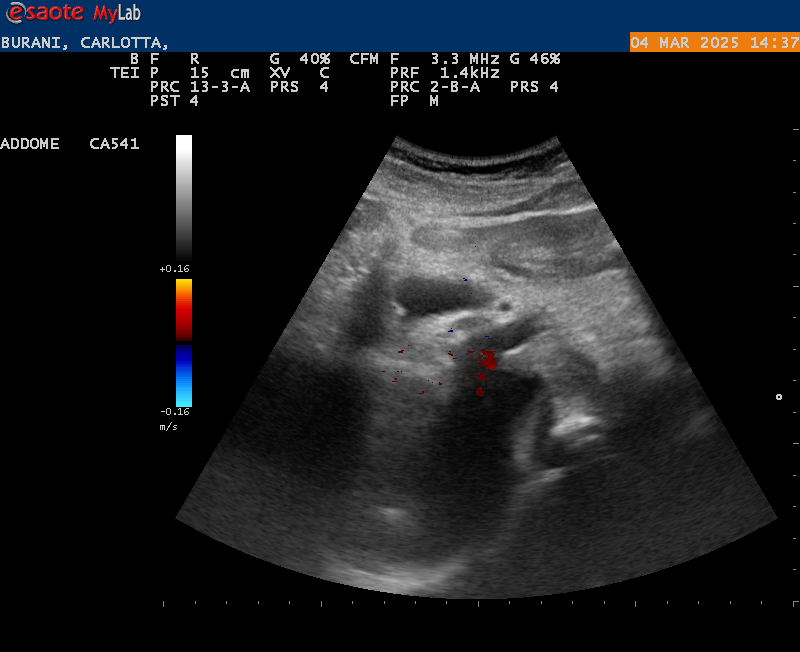 esaote MyLab
BURANI, CARLOTTA, 04 MAR 2025 14:37
B F R G 40% CFM F 3.3 MHz G 46%
TEI P 15 cm XV C PRF 1.4kHz
PRC 13-3-A PRS 4 PRC 2-B-A PRS 4
PST 4 FP M
ADDOME CA541
+0.16
-0.16
m/s